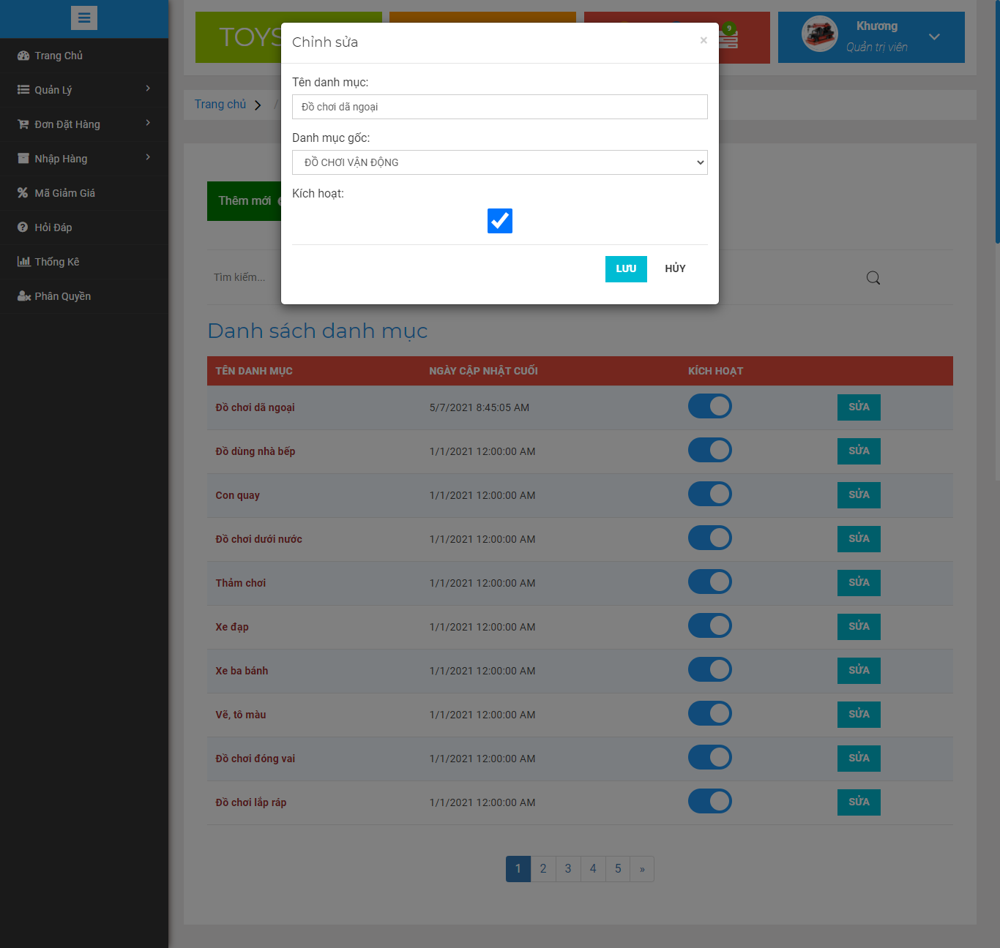 TOYS
9
Khương
Quản trị viên
Trang Chủ
Quản Lý
Đơn Đặt Hàng
Nhập Hàng
Mã Giảm Giá
Hỏi Đáp
Thống Kê
Phân Quyền
Trang chủ
/
Chỉnh sửa
×
Tên danh mục:
Đồ chơi dã ngoại
Danh mục gốc:
ĐỒ CHƠI VẬN ĐỘNG
Kích hoạt:
LƯU HỦY
Thêm mới
Tìm kiếm...
Danh sách danh mục
TÊN DANH MỤC NGÀY CẬP NHẬT CUỐI KÍCH HOẠT
Đồ chơi dã ngoại 5/7/2021 8:45:05 AM SỬA
Đồ dùng nhà bếp 1/1/2021 12:00:00 AM SỬA
Con quay 1/1/2021 12:00:00 AM SỬA
Đồ chơi dưới nước 1/1/2021 12:00:00 AM SỬA
Thảm chơi 1/1/2021 12:00:00 AM SỬA
Xe đạp 1/1/2021 12:00:00 AM SỬA
Xe ba bánh 1/1/2021 12:00:00 AM SỬA
Vẽ, tô màu 1/1/2021 12:00:00 AM SỬA
Đồ chơi đóng vai 1/1/2021 12:00:00 AM SỬA
Đồ chơi lắp ráp 1/1/2021 12:00:00 AM SỬA
1 2 3 4 5 »